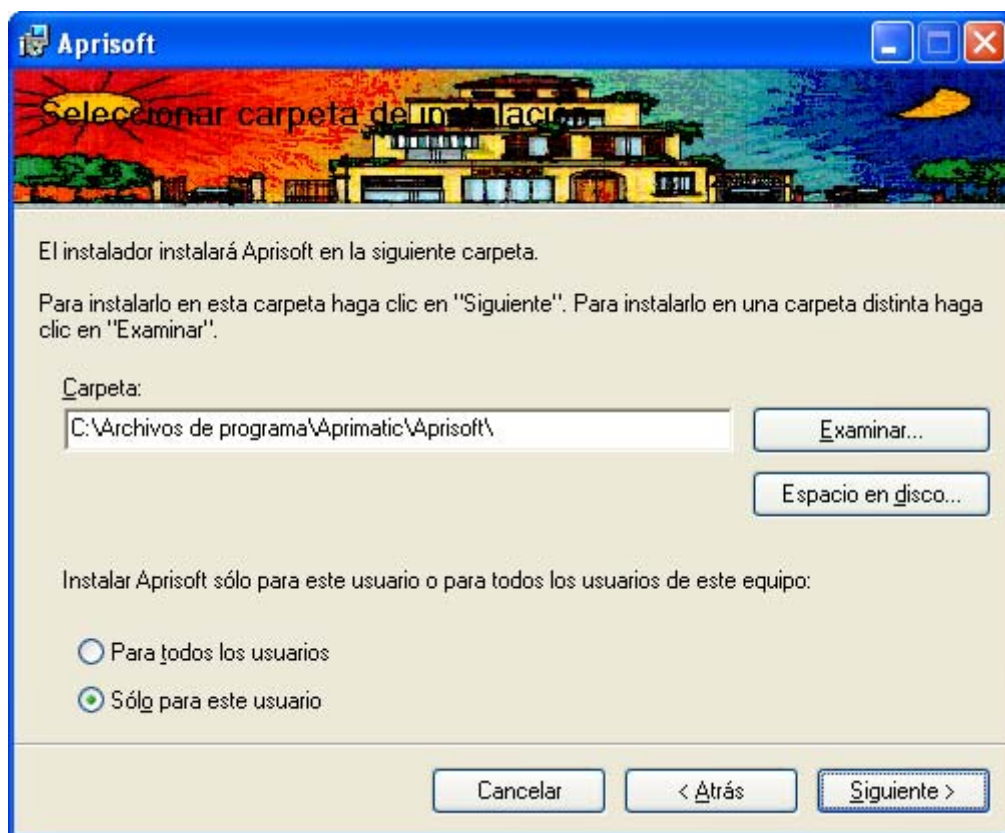 Aprisoft
Seleccionar carpeta de instalación
El instalador instalará Aprisoft en la siguiente carpeta.
Para instalarlo en esta carpeta haga clic en "Siguiente". Para instalarlo en una carpeta distinta haga
clic en "Examinar".
Carpeta:
C:\Archivos de programa\Aprimatic\Aprisoft\
Examinar...
Espacio en disco...
Instalar Aprisoft sólo para este usuario o para todos los usuarios de este equipo:
Para todos los usuarios
Sólo para este usuario
Cancelar
< Atrás
Siguiente >